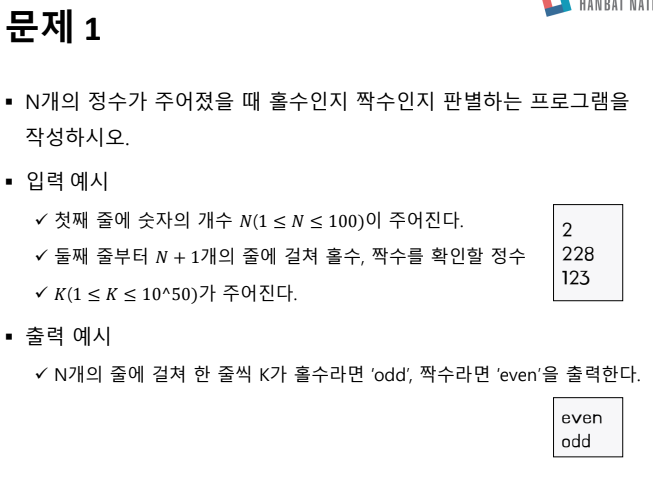 HANBAT NATI
문제 1
▪ N개의 정수가 주어졌을 때 홀수인지 짝수인지 판별하는 프로그램을
작성하시오.
▪ 입력 예시
✓ 첫째 줄에 숫자의 개수 N(1 ≤ N ≤ 100)이 주어진다.
✓ 둘째 줄부터 N + 1개의 줄에 걸쳐 홀수, 짝수를 확인할 정수
✓ K(1 ≤ K ≤ 10^50)가 주어진다.
2
228
123
▪ 출력 예시
✓ N개의 줄에 걸쳐 한 줄씩 K가 홀수라면 'odd', 짝수라면 'even'을 출력한다.
even
odd